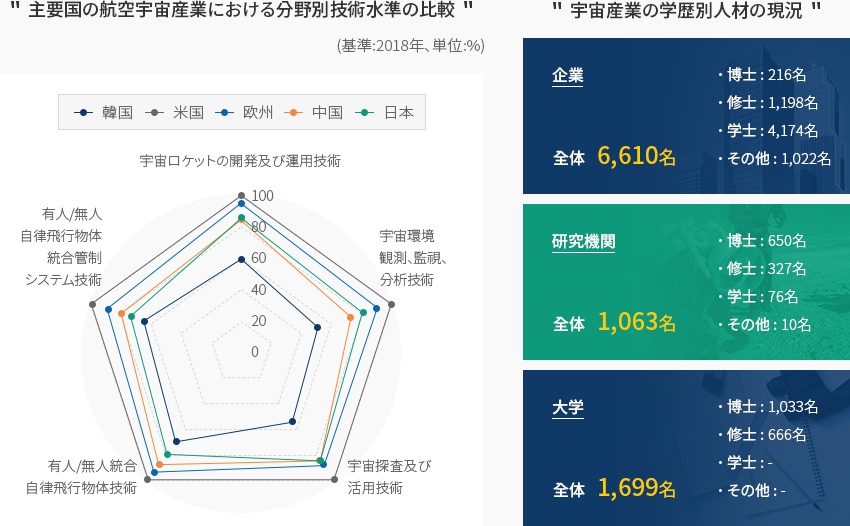 " 主要国の航空宇宙産業における分野別技術水準の比較 "
(基準:2018年、単位:%)
韓国 米国 欧州 中国 日本
宇宙ロケットの開発及び運用技術
100
80
60
40
20
0
有人/無人
自律飛行物体
統合管制
システム技術
宇宙環境
観測、監視、
分析技術
有人/無人統合
自律飛行物体技術
宇宙探査及び
活用技術
" 宇宙産業の学歴別人材の現況 "
企業
全体 6,610名
・博士 : 216名
・修士 : 1,198名
・学士 : 4,174名
・その他 : 1,022名
研究機関
全体 1,063名
・博士 : 650名
・修士 : 327名
・学士 : 76名
・その他 : 10名
大学
全体 1,699名
・博士 : 1,033名
・修士 : 666名
・学士 : -
・その他 : -